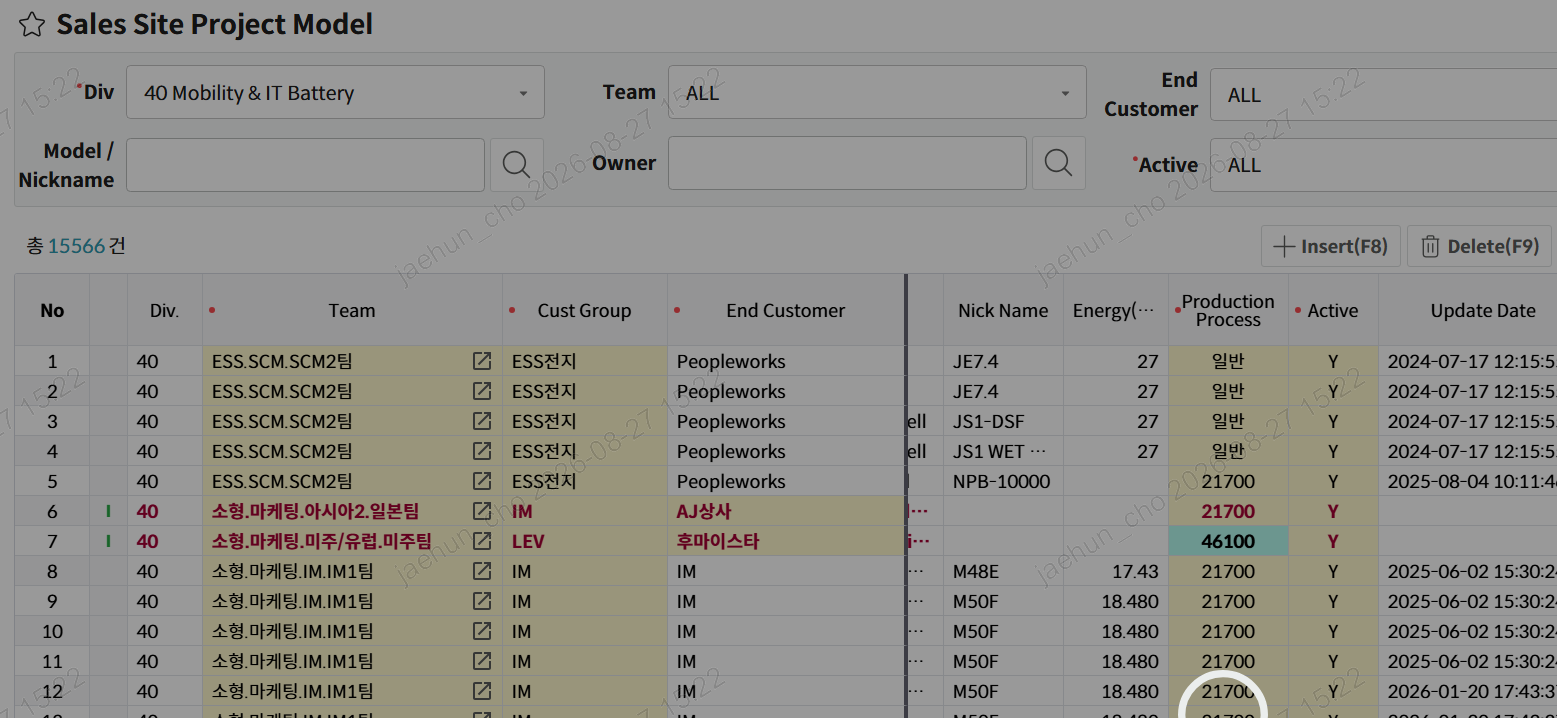 Sales Site Project Model
Div 40 Mobility & IT Battery Team ALL End Customer ALL
Model / Nickname Owner Active ALL
총 15566 건 Insert(F8) Delete(F9)
No Div. Team Cust Group End Customer Nick Name Energy(… Production Process Active Update Date
1 40 ESS.SCM.SCM2팀 ESS전지 Peopleworks JE7.4 27 일반 Y 2024-07-17 12:15:5
2 40 ESS.SCM.SCM2팀 ESS전지 Peopleworks JE7.4 27 일반 Y 2024-07-17 12:15:5
3 40 ESS.SCM.SCM2팀 ESS전지 Peopleworks ell JS1-DSF 27 일반 Y 2024-07-17 12:15:5
4 40 ESS.SCM.SCM2팀 ESS전지 Peopleworks ell JS1 WET … 27 일반 Y 2024-07-17 12:15:5
5 40 ESS.SCM.SCM2팀 ESS전지 Peopleworks NPB-10000 21700 Y 2025-08-04 10:11:4
6 I 40 소형.마케팅.아시아2.일본팀 IM AJ상사 … 21700 Y
7 I 40 소형.마케팅.미주/유럽.미주팀 LEV 후마이스타 i… 46100 Y
8 40 소형.마케팅.IM.IM1팀 IM IM … M48E 17.43 21700 Y 2025-06-02 15:30:2
9 40 소형.마케팅.IM.IM1팀 IM IM … M50F 18.480 21700 Y 2025-06-02 15:30:2
10 40 소형.마케팅.IM.IM1팀 IM IM … M50F 18.480 21700 Y 2025-06-02 15:30:2
11 40 소형.마케팅.IM.IM1팀 IM IM … M50F 18.480 21700 Y 2025-06-02 15:30:2
12 40 소형.마케팅.IM.IM1팀 IM IM … M50F 18.480 21700 Y 2026-01-20 17:43:3
jaehun_cho 2026-08-27 15:22